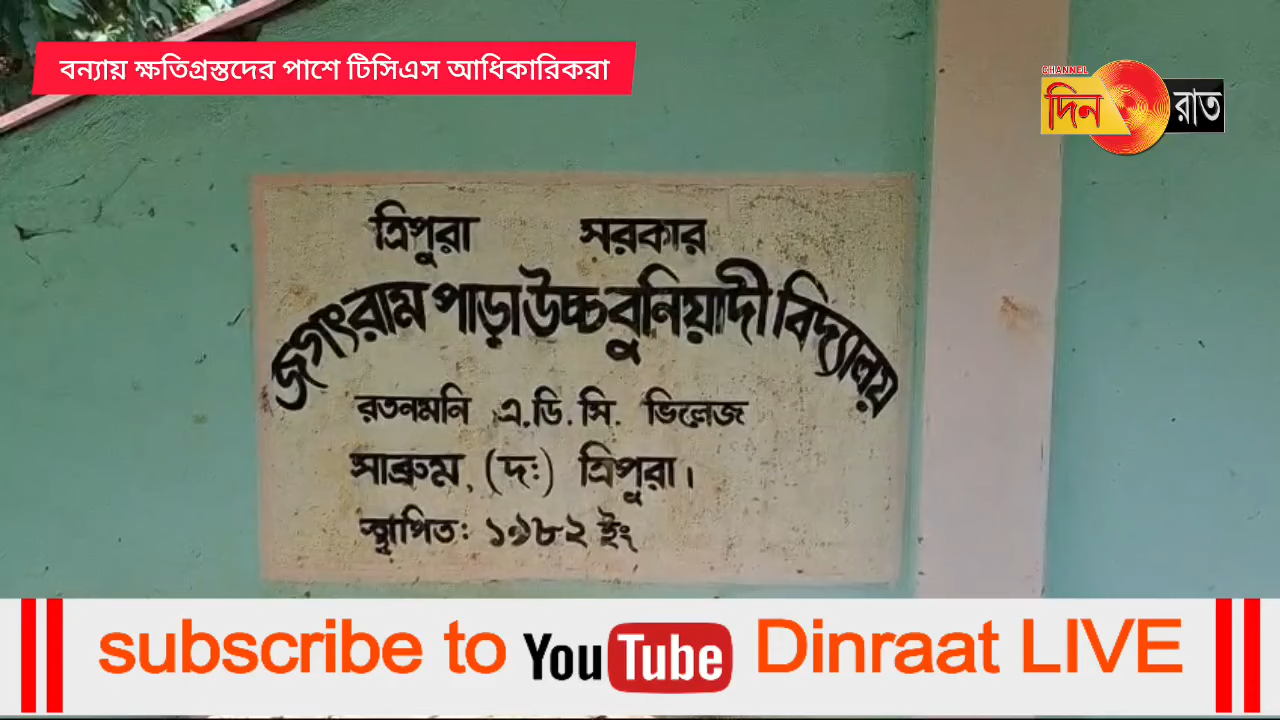 বন্যায় ক্ষতিগ্রস্তদের পাশে টিসিএস আধিকারিকরা
CHANNEL
দিন রাত
ত্রিপুরা সরকার
জগৎরাম পাড়া উচ্চ বুনিয়াদী বিদ্যালয়
রতনমনি এ.ডি.সি. ভিলেজ
সাব্রুম, (দঃ) ত্রিপুরা।
স্থাপিত: ১৯৮২ ইং
subscribe to YouTube Dinraat LIVE